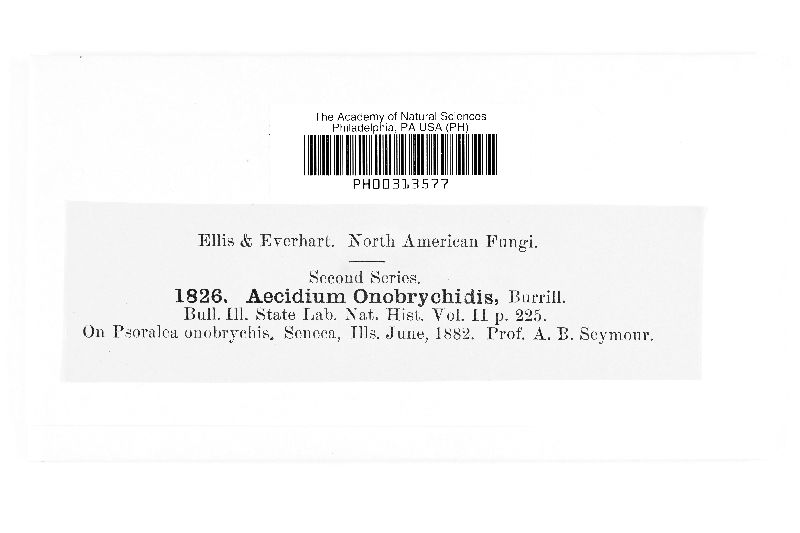 The Academy of Natural Sciences
Philadelphia, PA USA (PH)
PH00313577
Ellis & Everhart. North American Fungi.
Second Series.
1826. Aecidium Onobrychidis, Burrill.
Bull. Ill. State Lab. Nat. Hist. Vol. II p. 225.
On Psoralea onobrychis. Seneca, Ills. June, 1882. Prof. A. B. Seymour.